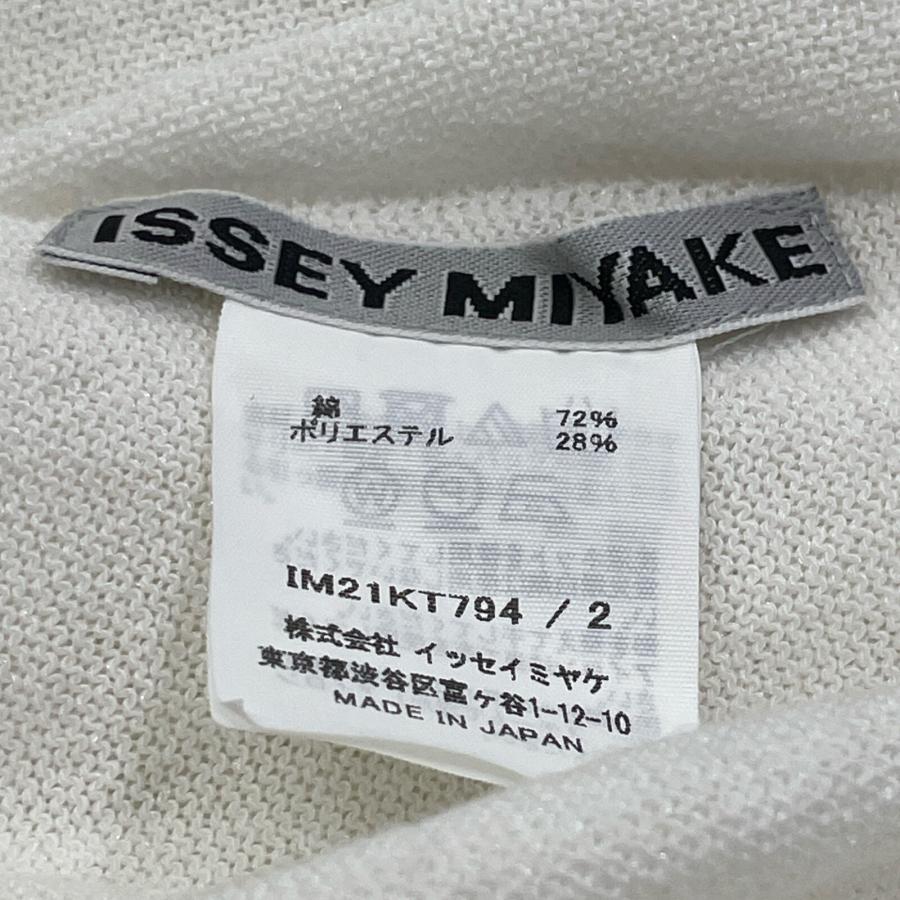 ISSEY MIYAKE
綿 72%
ポリエステル 28%
IM21KT794 / 2
株式会社 イッセイミヤケ
東京都渋谷区富ヶ谷1-12-10
MADE IN JAPAN